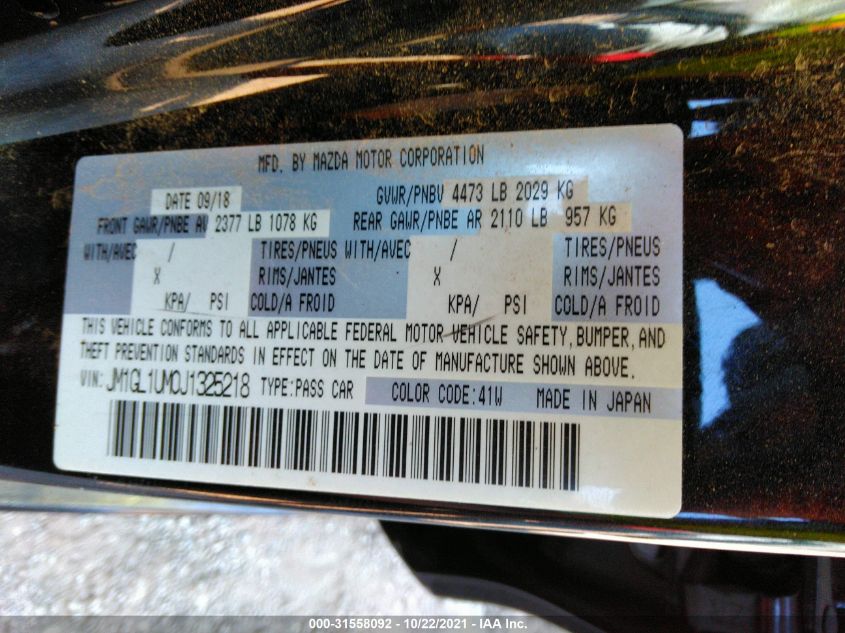 MFD. BY MAZDA MOTOR CORPORATION
DATE 09/18 GVWR/PNBV 4473 LB 2029 KG
FRONT GAWR/PNBE AV 2377 LB 1078 KG REAR GAWR/PNBE AR 2110 LB 957 KG
WITH/AVEC / TIRES/PNEUS WITH/AVEC / TIRES/PNEUS
X RIMS/JANTES X RIMS/JANTES
KPA/ PSI COLD/A FROID KPA/ PSI COLD/A FROID
THIS VEHICLE CONFORMS TO ALL APPLICABLE FEDERAL MOTOR VEHICLE SAFETY, BUMPER, AND
THEFT PREVENTION STANDARDS IN EFFECT ON THE DATE OF MANUFACTURE SHOWN ABOVE.
VIN: JM1GL1UM0J1325218 TYPE: PASS CAR COLOR CODE: 41W MADE IN JAPAN
000-31558092 - 10/22/2021 - IAA Inc.